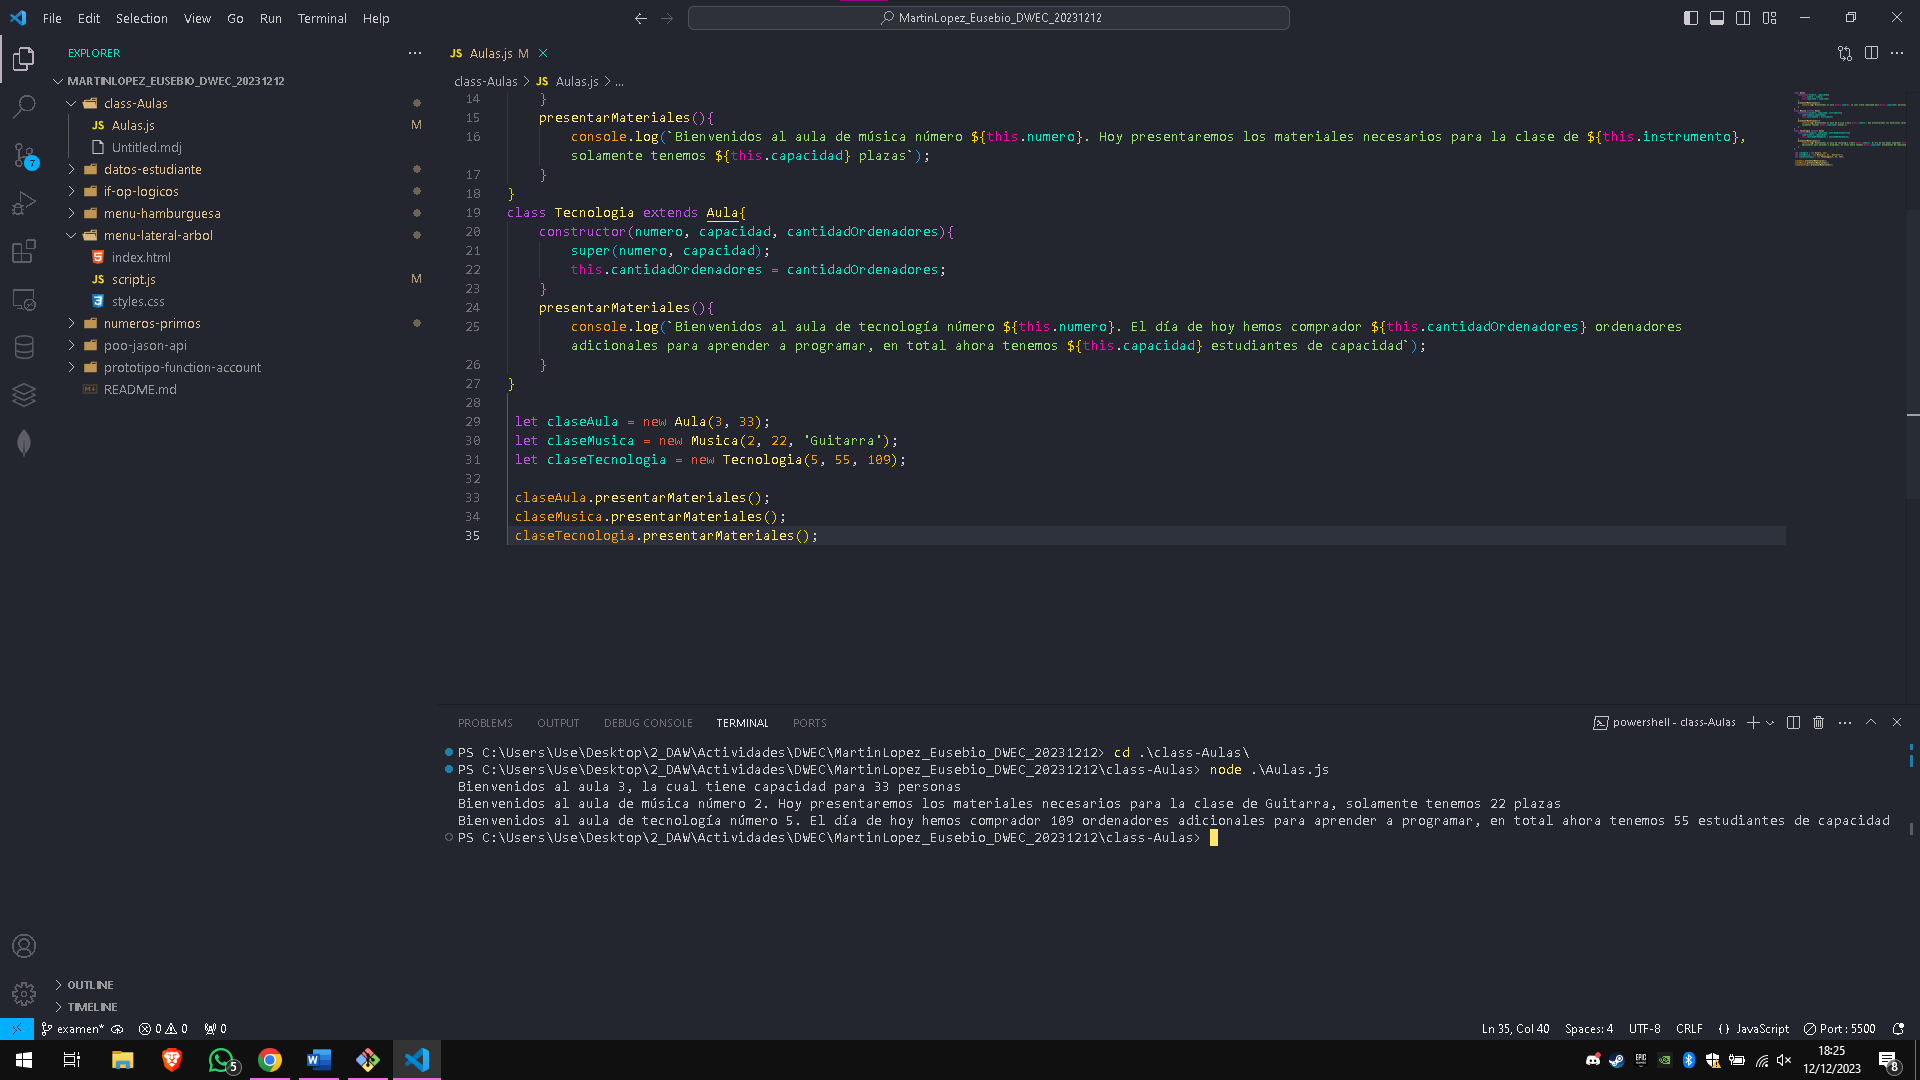 File Edit Selection View Go Run Terminal Help
MartinLopez_Eusebio_DWEC_20231212
EXPLORER
MARTINLOPEZ_EUSEBIO_DWEC_20231212
class-Aulas
JS Aulas.js M
Untitled.mdj
datos-estudiante
if-op-logicos
menu-hamburguesa
menu-lateral-arbol
index.html
JS script.js M
styles.css
numeros-primos
poo-jason-api
prototipo-function-account
README.md
OUTLINE
TIMELINE
7
JS Aulas.js M
class-Aulas > JS Aulas.js > ...
14 }
15 presentarMateriales(){
16 console.log(`Bienvenidos al aula de música número ${this.numero}. Hoy presentaremos los materiales necesarios para la clase de ${this.instrumento},
solamente tenemos ${this.capacidad} plazas`);
17 }
18 }
19 class Tecnologia extends Aula{
20 constructor(numero, capacidad, cantidadOrdenadores){
21 super(numero, capacidad);
22 this.cantidadOrdenadores = cantidadOrdenadores;
23 }
24 presentarMateriales(){
25 console.log(`Bienvenidos al aula de tecnología número ${this.numero}. El día de hoy hemos comprador ${this.cantidadOrdenadores} ordenadores
adicionales para aprender a programar, en total ahora tenemos ${this.capacidad} estudiantes de capacidad`);
26 }
27 }
28
29 let claseAula = new Aula(3, 33);
30 let claseMusica = new Musica(2, 22, 'Guitarra');
31 let claseTecnologia = new Tecnologia(5, 55, 109);
32
33 claseAula.presentarMateriales();
34 claseMusica.presentarMateriales();
35 claseTecnologia.presentarMateriales();
PROBLEMS OUTPUT DEBUG CONSOLE TERMINAL PORTS
powershell - class-Aulas
PS C:\Users\Use\Desktop\2_DAW\Actividades\DWEC\MartinLopez_Eusebio_DWEC_20231212> cd .\class-Aulas\
PS C:\Users\Use\Desktop\2_DAW\Actividades\DWEC\MartinLopez_Eusebio_DWEC_20231212\class-Aulas> node .\Aulas.js
Bienvenidos al aula 3, la cual tiene capacidad para 33 personas
Bienvenidos al aula de música número 2. Hoy presentaremos los materiales necesarios para la clase de Guitarra, solamente tenemos 22 plazas
Bienvenidos al aula de tecnología número 5. El día de hoy hemos comprador 109 ordenadores adicionales para aprender a programar, en total ahora tenemos 55 estudiantes de capacidad
PS C:\Users\Use\Desktop\2_DAW\Actividades\DWEC\MartinLopez_Eusebio_DWEC_20231212\class-Aulas>
examen* 0 0 0
Ln 35, Col 40 Spaces: 4 UTF-8 CRLF {} JavaScript Port : 5500
5
18:25
12/12/2023
8